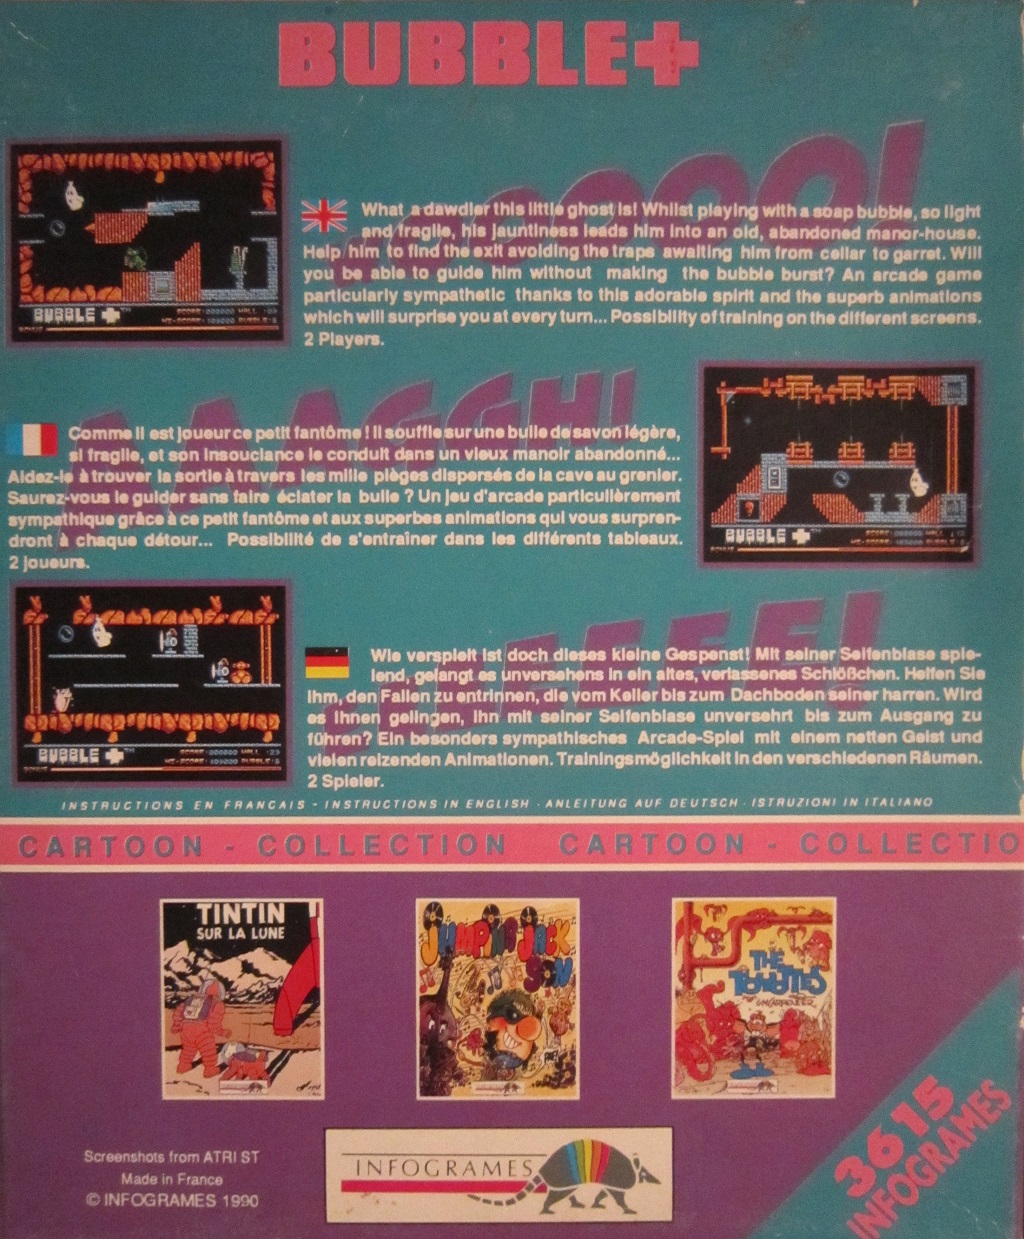 BUBBLE+
WOOOOOO!
What a dawdler this little ghost is! Whilst playing with a soap bubble, so light
and fragile, his jauntiness leads him into an old, abandoned manor-house.
Help him to find the exit avoiding the traps awaiting him from cellar to garret. Will
you be able to guide him without making the bubble burst? An arcade game
particularly sympathetic thanks to this adorable spirit and the superb animations
which will surprise you at every turn... Possibility of training on the different screens.
2 Players.
BUBBLE +™
AAAAGGH!
Comme il est joueur ce petit fantôme ! Il souffle sur une bulle de savon légère,
si fragile, et son insouciance le conduit dans un vieux manoir abandonné...
Aidez-le à trouver la sortie à travers les mille pièges dispersés de la cave au grenier.
Saurez-vous le guider sans faire éclater la bulle ? Un jeu d'arcade particulièrement
sympathique grâce à ce petit fantôme et aux superbes animations qui vous surpren-
dront à chaque détour... Possibilité de s'entraîner dans les différents tableaux.
2 joueurs.
BUBBLE +™
Wie verspielt ist doch dieses kleine Gespenst! Mit seiner Seifenblase spie-
lend, gelangt es unversehens in ein altes, verlassenes Schlößchen. Helfen Sie
ihm, den Fallen zu entrinnen, die vom Keller bis zum Dachboden seiner harren. Wird
es Ihnen gelingen, ihn mit seiner Seifenblase unversehrt bis zum Ausgang zu
führen? Ein besonders sympathisches Arcade-Spiel mit einem netten Geist und
vielen reizenden Animationen. Trainingsmöglichkeit in den verschiedenen Räumen.
2 Spieler.
BUBBLE +™
INSTRUCTIONS EN FRANCAIS - INSTRUCTIONS IN ENGLISH - ANLEITUNG AUF DEUTSCH - ISTRUZIONI IN ITALIANO
CARTOON - COLLECTION CARTOON - COLLECTIO
TINTIN
SUR LA LUNE
JUMPING JACK
SON
THE
TOYOTTES
Screenshots from ATRI ST
Made in France
© INFOGRAMES 1990
INFOGRAMES
3615
INFOGRAMES